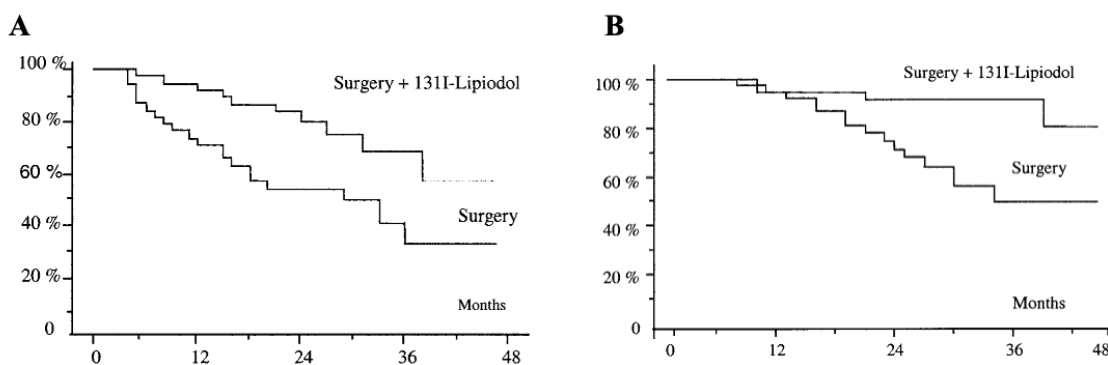 A
100 %
80 %
60 %
40 %
20 %
0
Surgery + 131I-Lipiodol
Surgery
Months
0 12 24 36 48
B
100 %
80 %
60 %
40 %
20 %
0
Surgery + 131I-Lipiodol
Surgery
Months
0 12 24 36 48